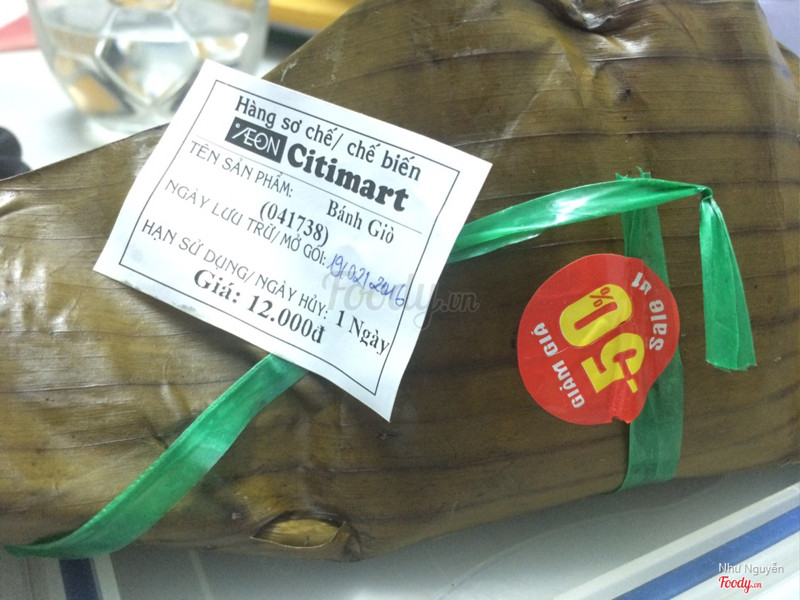 Hàng sơ chế/ chế biến
ÆON Citimart
TÊN SẢN PHẨM: Bánh Giò
(041738)
NGÀY LƯU TRỮ/ MỞ GÓI: 19/02/2016
HẠN SỬ DỤNG/ NGÀY HỦY: 1 Ngày
Giá: 12.000đ
GIẢM GIÁ
-50%
Sale 
Foody.vn
Như Nguyễn
Foody.vn